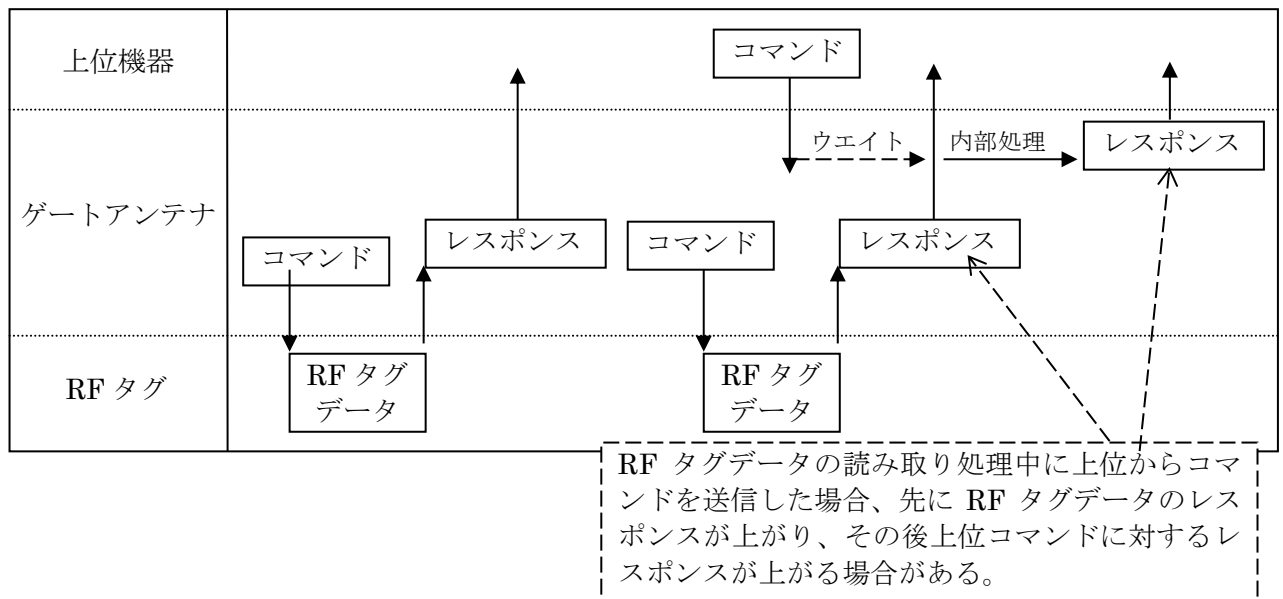 上位機器
コマンド
ウエイト
内部処理
レスポンス
ゲートアンテナ
コマンド
レスポンス
コマンド
レスポンス
RF タグ
RF タグ
データ
RF タグ
データ
RF タグデータの読み取り処理中に上位からコマ
ンドを送信した場合、先に RF タグデータのレス
ポンスが上がり、その後上位コマンドに対するレ
スポンスが上がる場合がある。